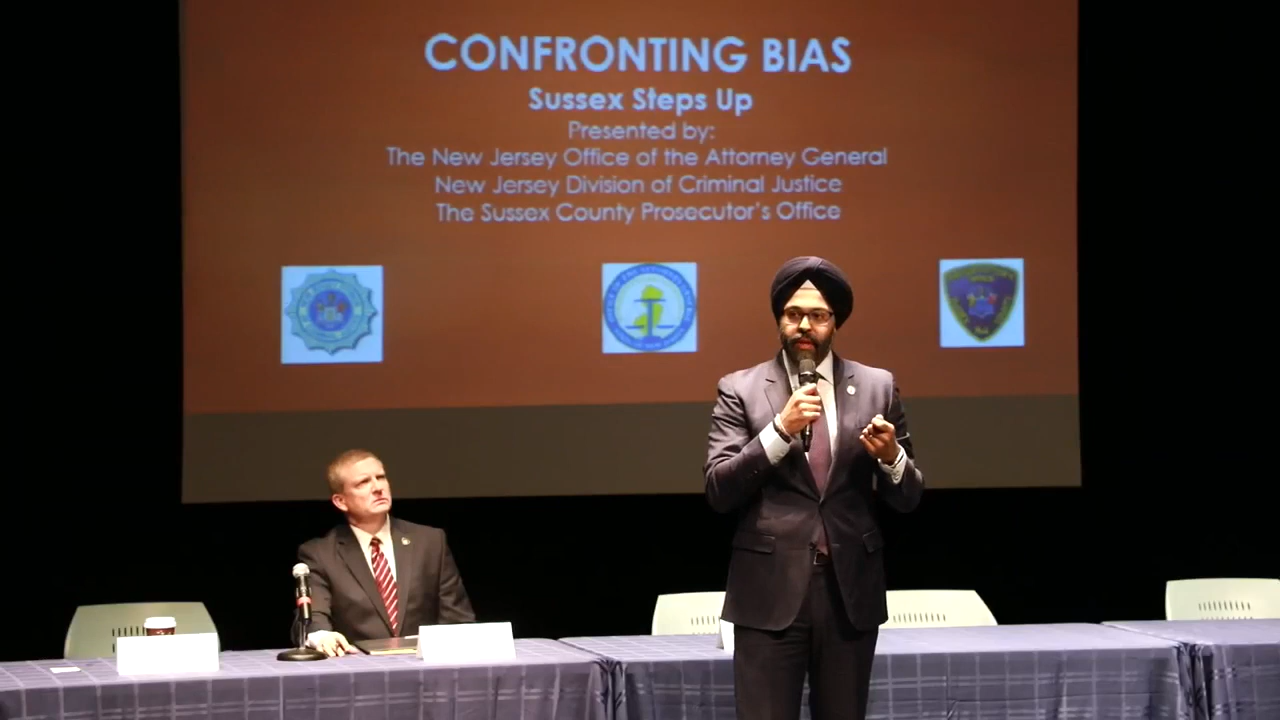 CONFRONTING BIAS
Sussex Steps Up
Presented by:
The New Jersey Office of the Attorney General
New Jersey Division of Criminal Justice
The Sussex County Prosecutor's Office